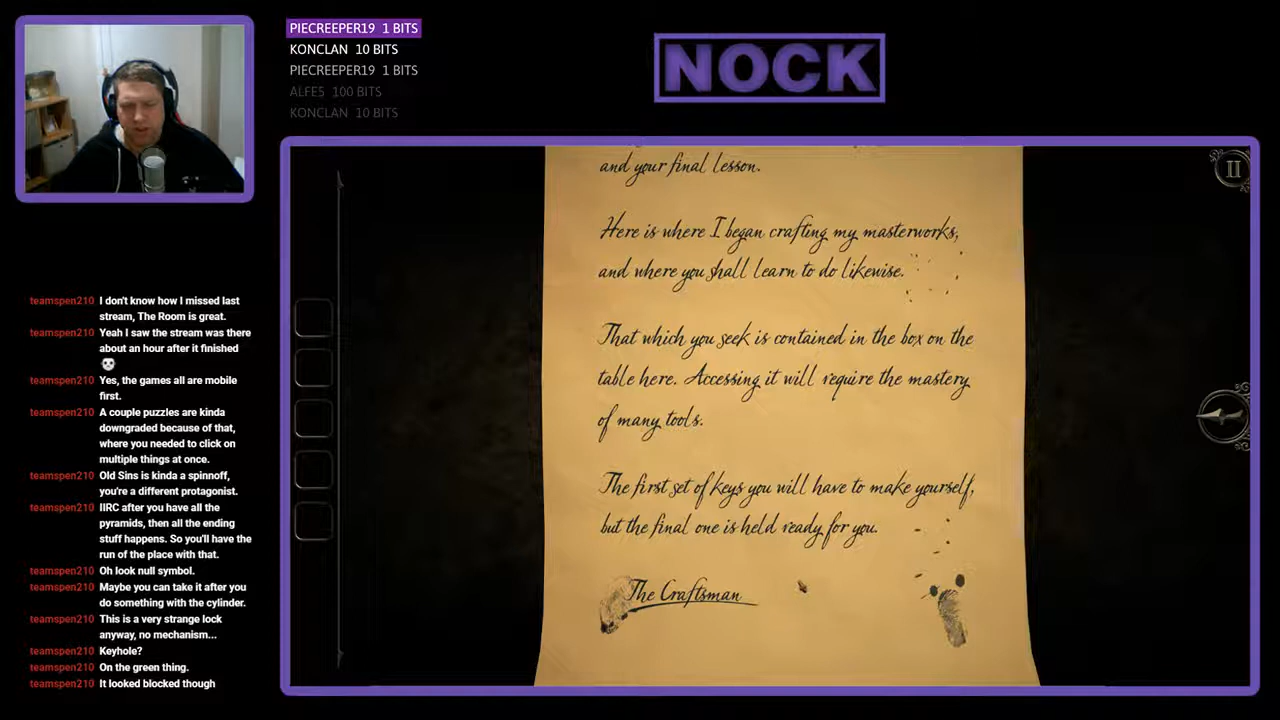 PIECREEPER19 1 BITS
KONCLAN 10 BITS
PIECREEPER19 1 BITS
ALFE5 100 BITS
KONCLAN 10 BITS
NOCK
II
and your final lesson.
Here is where I began crafting my masterworks,
and where you shall learn to do likewise.
That which you seek is contained in the box on the
table here. Accessing it will require the mastery
of many tools.
The first set of keys you will have to make yourself,
but the final one is held ready for you.
The Craftsman
teamspen210 I don't know how I missed last
stream, The Room is great.
teamspen210 Yeah I saw the stream was there
about an hour after it finished
teamspen210 Yes, the games all are mobile
first.
teamspen210 A couple puzzles are kinda
downgraded because of that,
where you needed to click on
multiple things at once.
teamspen210 Old Sins is kinda a spinnoff,
you're a different protagonist.
teamspen210 IIRC after you have all the
pyramids, then all the ending
stuff happens. So you'll have the
run of the place with that.
teamspen210 Oh look null symbol.
teamspen210 Maybe you can take it after you
do something with the cylinder.
teamspen210 This is a very strange lock
anyway, no mechanism...
teamspen210 Keyhole?
teamspen210 On the green thing.
teamspen210 It looked blocked though